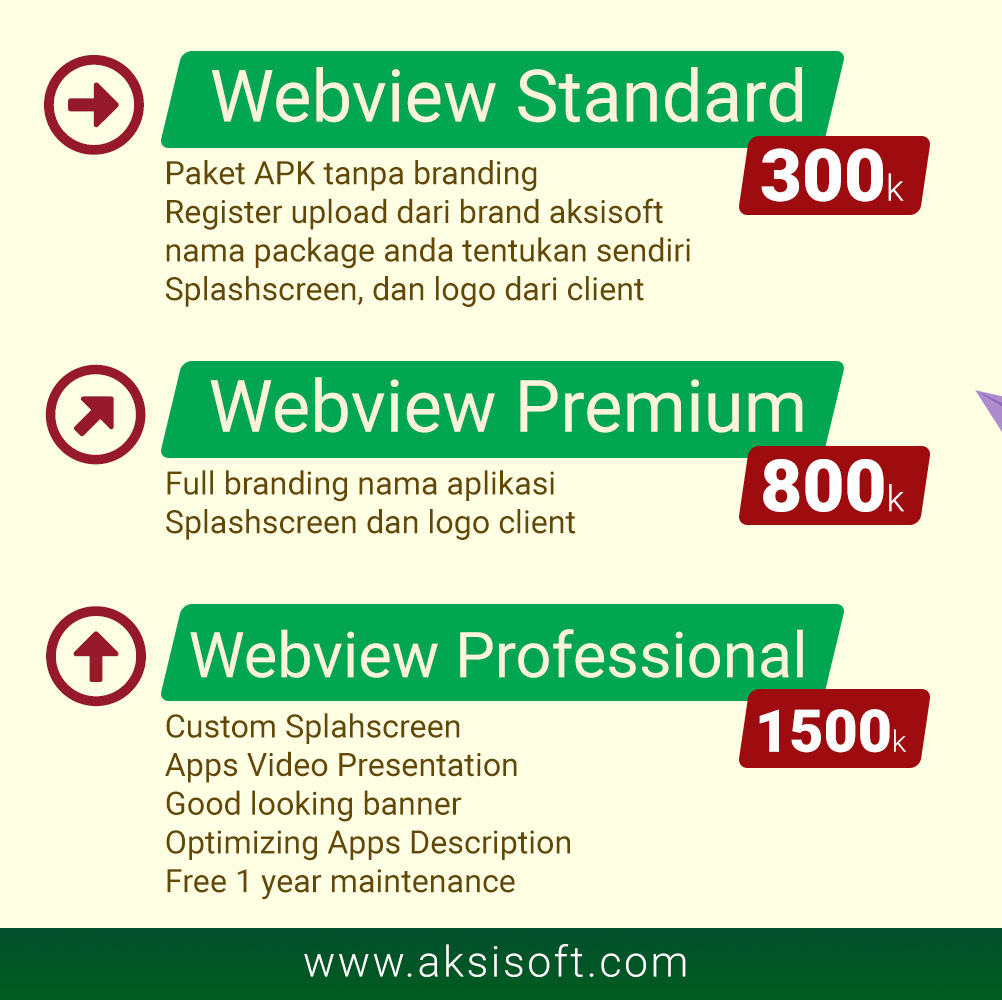 Webview Standard
300k
Paket APK tanpa branding
Register upload dari brand aksisoft
nama package anda tentukan sendiri
Splashscreen, dan logo dari client
Webview Premium
800k
Full branding nama aplikasi
Splashscreen dan logo client
Webview Professional
1500k
Custom Splahscreen
Apps Video Presentation
Good looking banner
Optimizing Apps Description
Free 1 year maintenance
www.aksisoft.com